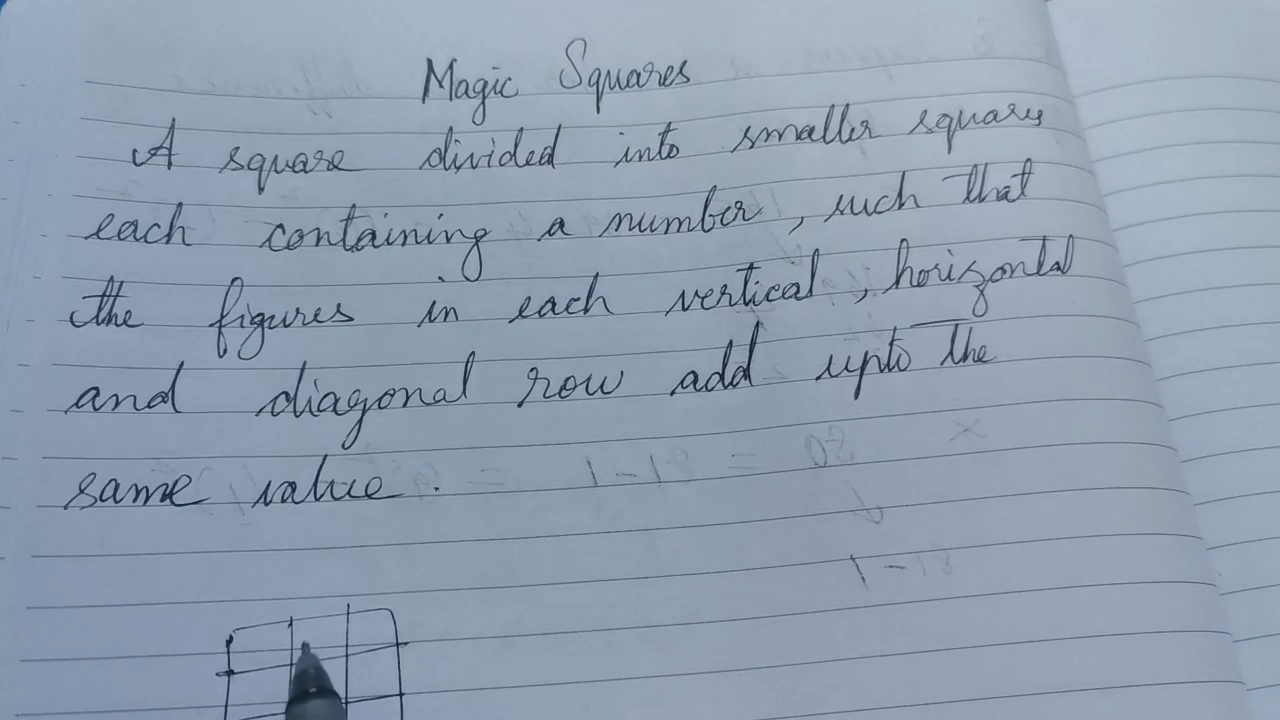 Magic Squares
A square divided into smaller squares
each containing a number, such that
the figures in each vertical, horizontal
and diagonal row add upto the
same value.